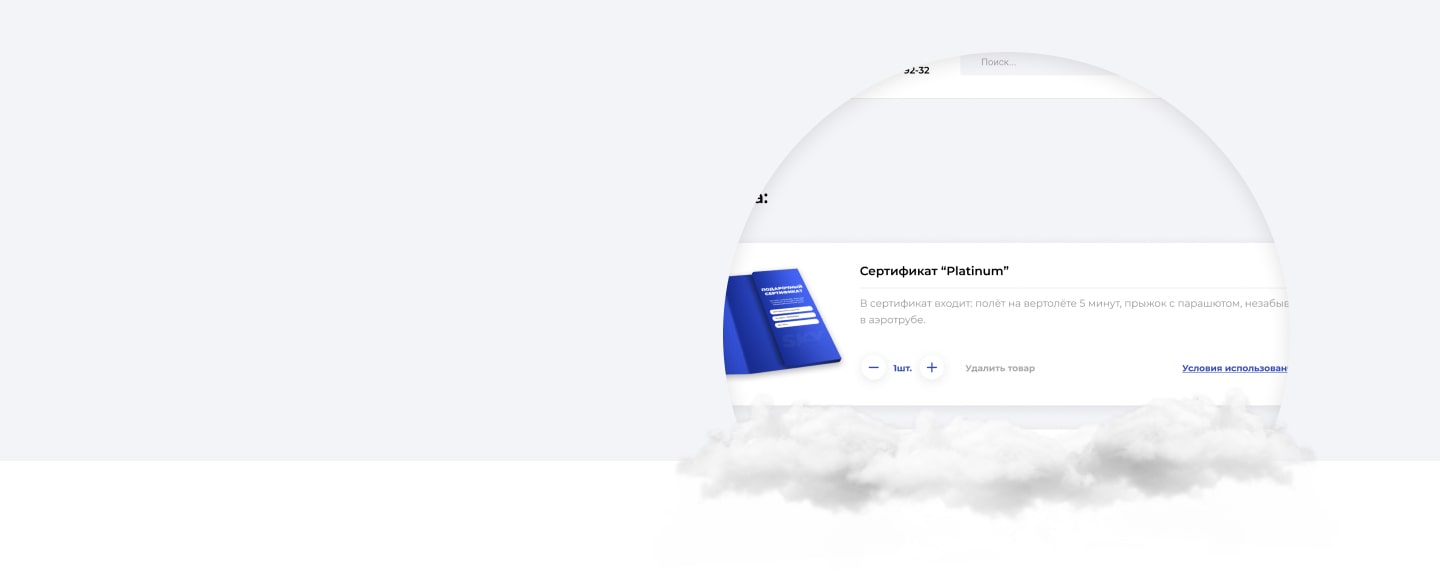 92-32
Поиск...
а:
ПОДАРОЧНЫЙ
СЕРТИФИКАТ
Сертификат “Platinum”
В сертификат входит: полёт на вертолёте 5 минут, прыжок с парашютом, незабыв
в аэротрубе.
1шт.
Удалить товар
Условия использован